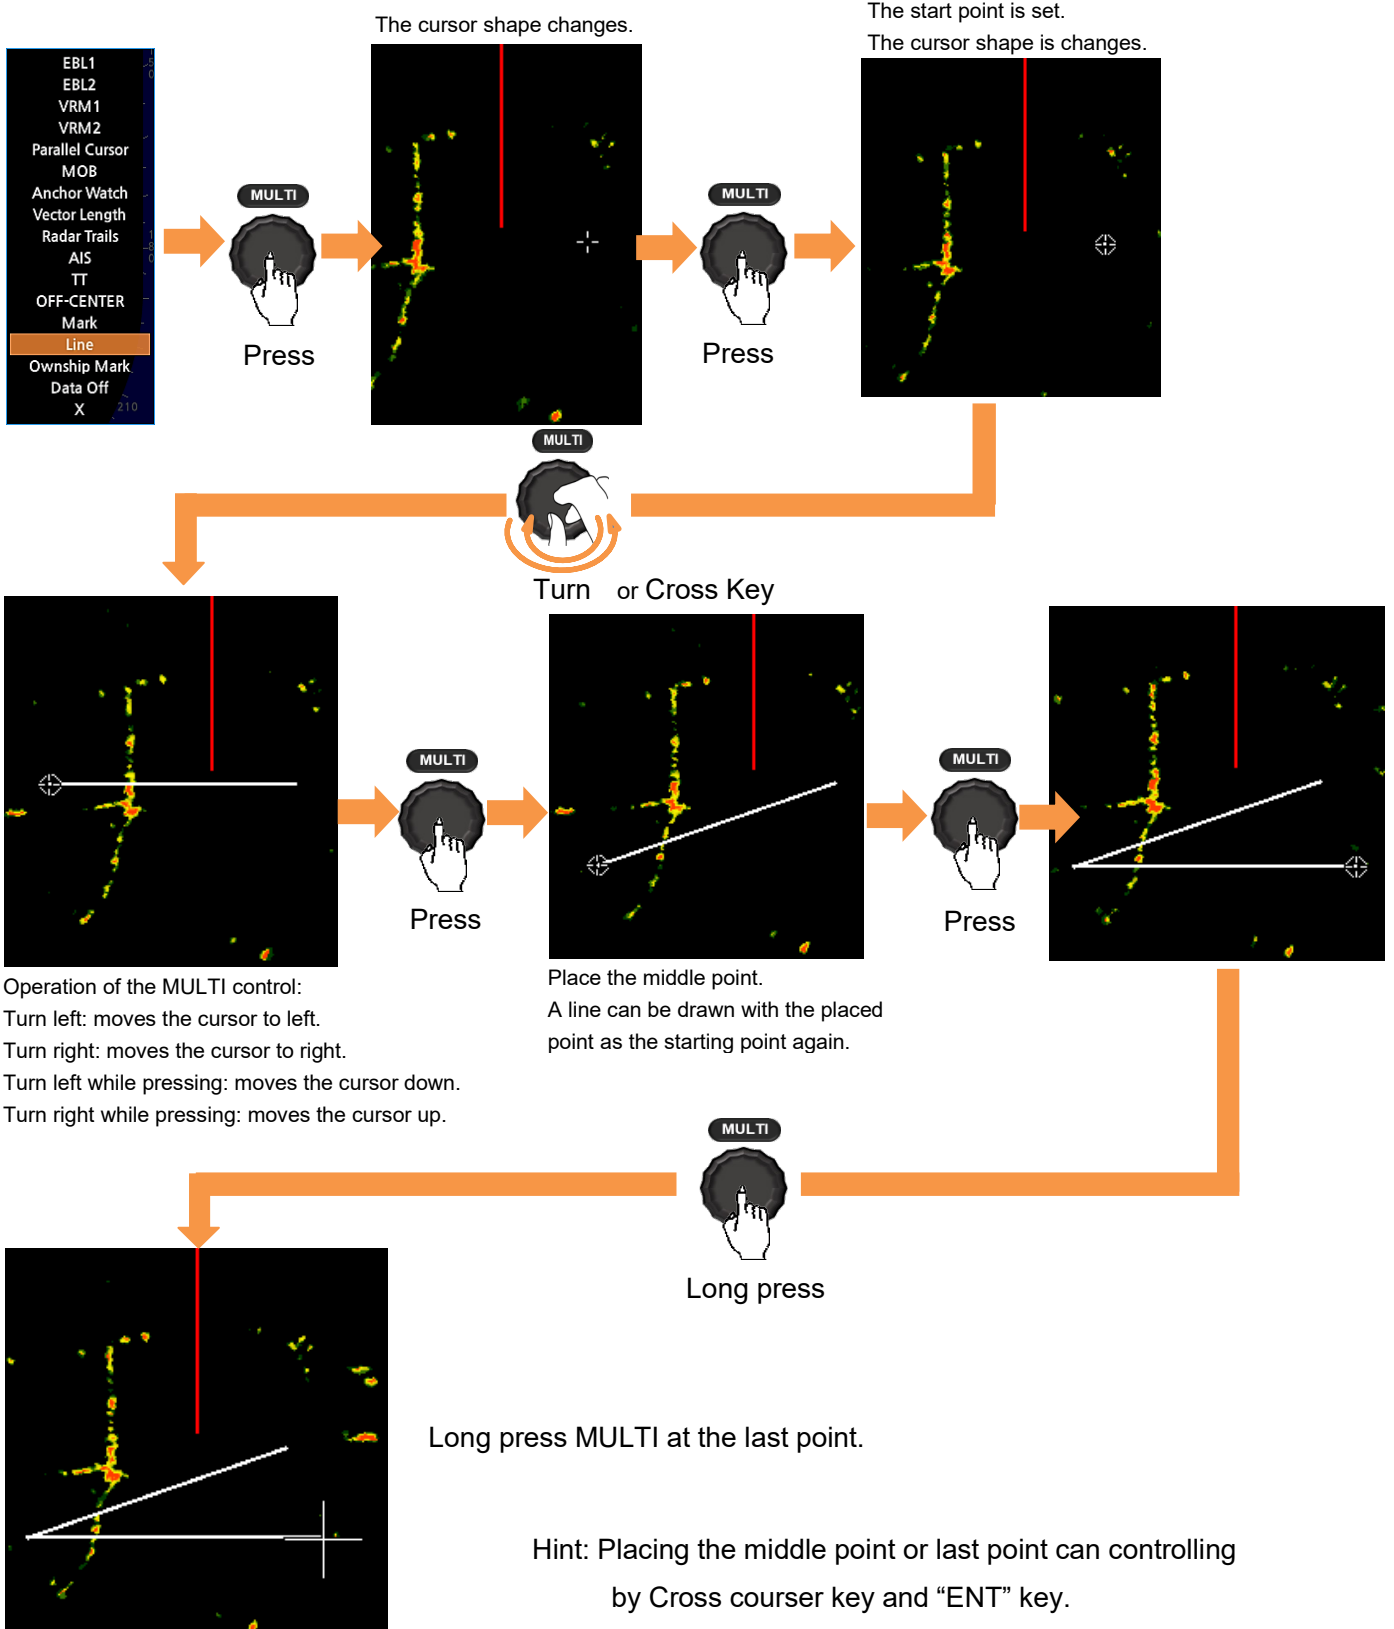 The cursor shape changes.
The start point is set.
The cursor shape is changes.
EBL1
EBL2
VRM1
VRM2
Parallel Cursor
MOB
Anchor Watch
Vector Length
Radar Trails
AIS
TT
OFF-CENTER
Mark
Line
Ownship Mark
Data Off
X
210
MULTI
Press
MULTI
Press
MULTI
Turn or Cross Key
MULTI
Press
MULTI
Press
Operation of the MULTI control:
Turn left: moves the cursor to left.
Turn right: moves the cursor to right.
Turn left while pressing: moves the cursor down.
Turn right while pressing: moves the cursor up.
Place the middle point.
A line can be drawn with the placed
point as the starting point again.
MULTI
Long press
Long press MULTI at the last point.
Hint: Placing the middle point or last point can controlling
by Cross courser key and “ENT” key.